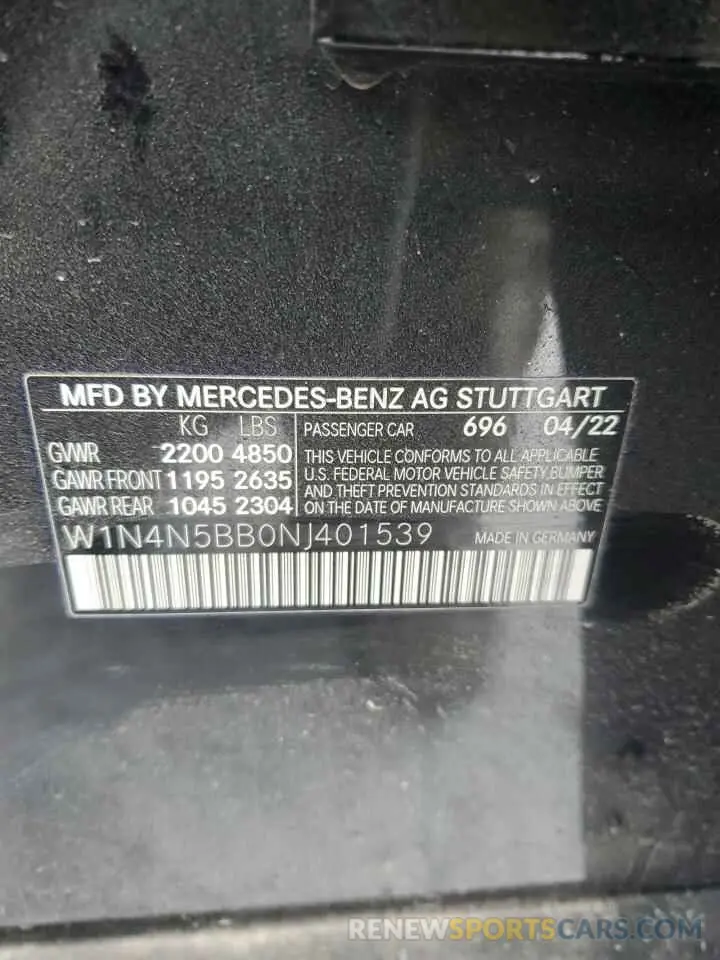 MFD BY MERCEDES-BENZ AG STUTTGART
KG LBS PASSENGER CAR 696 04/22
GVWR 2200 4850 THIS VEHICLE CONFORMS TO ALL APPLICABLE
GAWR FRONT 1195 2635 U.S. FEDERAL MOTOR VEHICLE SAFETY, BUMPER
AND THEFT PREVENTION STANDARDS IN EFFECT
GAWR REAR 1045 2304 ON THE DATE OF MANUFACTURE SHOWN ABOVE
W1N4N5BB0NJ401539 MADE IN GERMANY
RENEWSPORTSCARS.COM